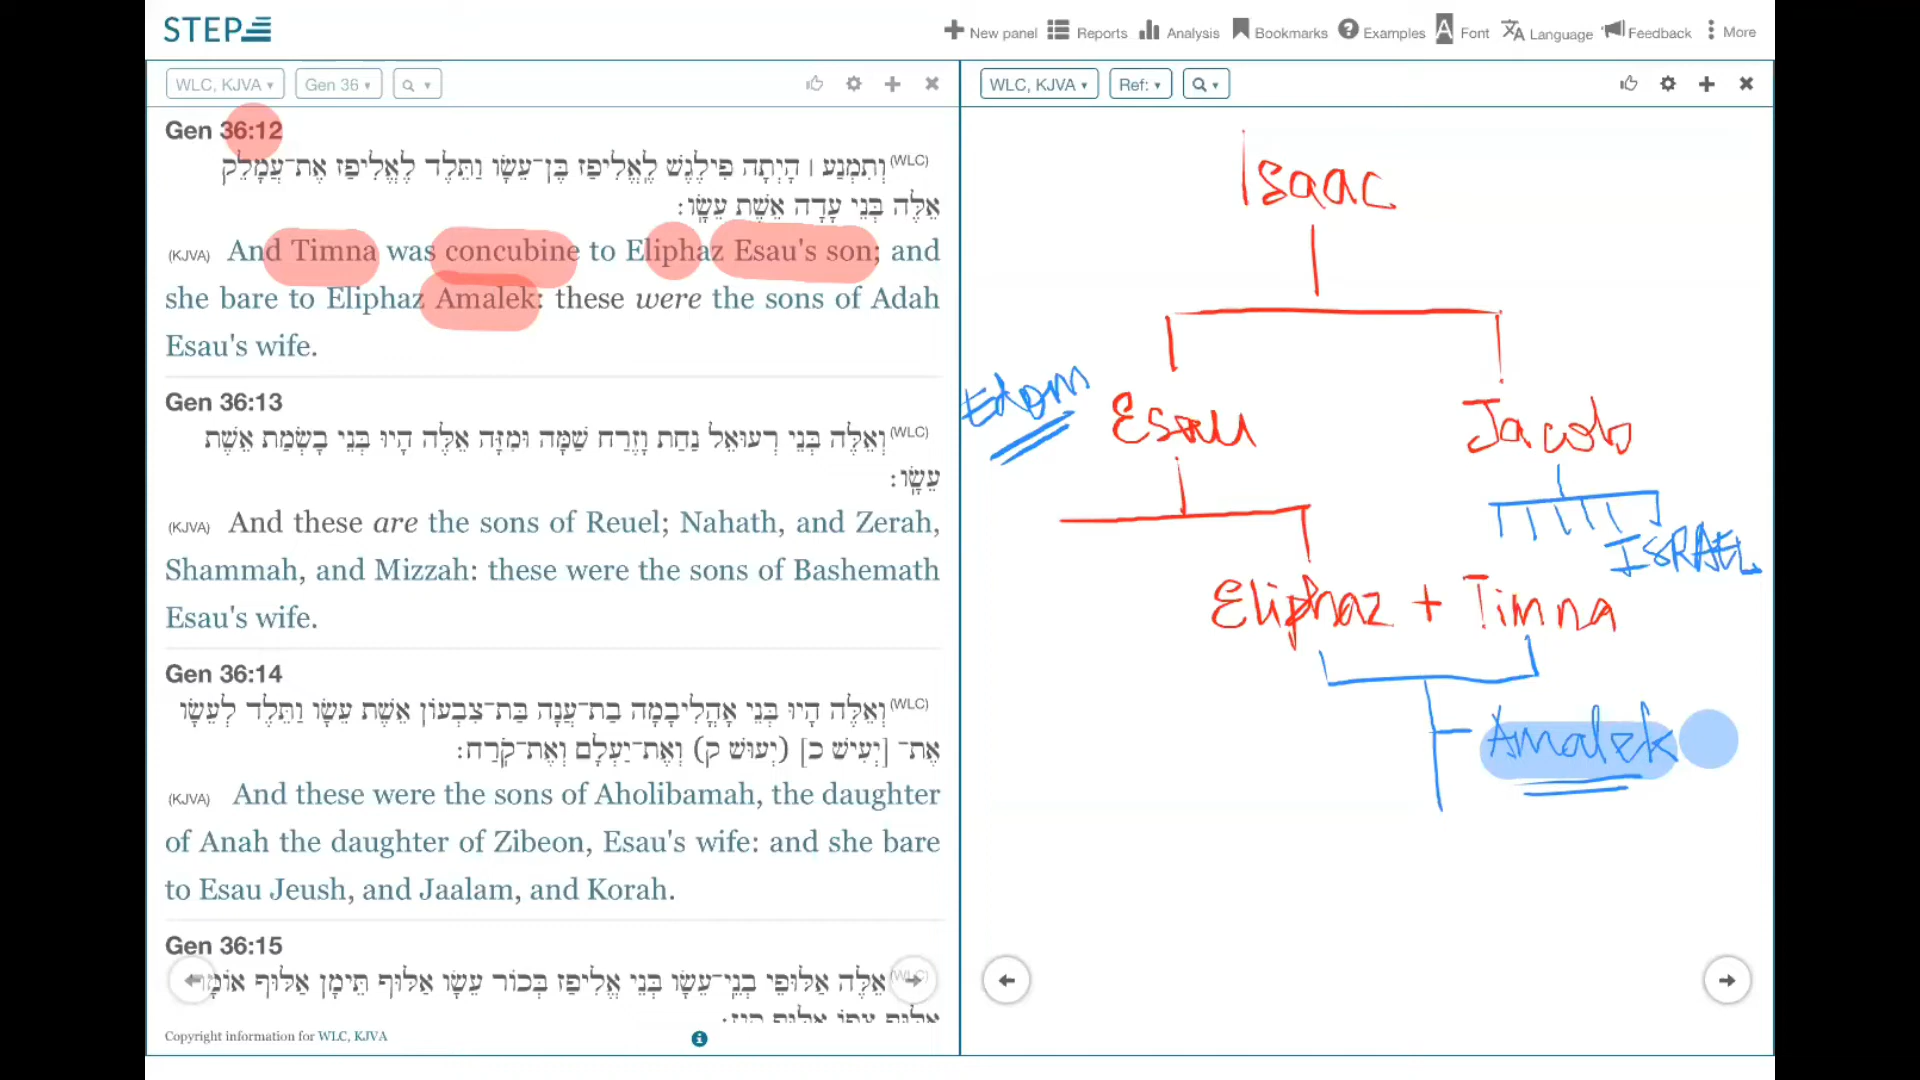 STEP
New panel Reports Analysis Bookmarks Examples A Font Language Feedback More
WLC, KJVA Gen 36
Gen 36:12
(WLC) וְתִמְנַע ׀ הָיְתָה פִילֶגֶשׁ לֶאֱלִיפַז בֶּן־עֵשָׂו וַתֵּלֶד לֶאֱלִיפַז אֶת־עֲמָלֵק
אֵלֶּה בְּנֵי עָדָה אֵשֶׁת עֵשָׂו׃
(KJVA) And Timna was concubine to Eliphaz Esau's son; and
she bare to Eliphaz Amalek: these were the sons of Adah
Esau's wife.
Gen 36:13
(WLC) וְאֵלֶּה בְּנֵי רְעוּאֵל נַחַת וָזֶרַח שַׁמָּה וּמִזָּה אֵלֶּה הָיוּ בְּנֵי בָשְׂמַת אֵשֶׁת
עֵשָׂו׃
(KJVA) And these are the sons of Reuel; Nahath, and Zerah,
Shammah, and Mizzah: these were the sons of Bashemath
Esau's wife.
Gen 36:14
(WLC) וְאֵלֶּה הָיוּ בְּנֵי אָהֳלִיבָמָה בַת־עֲנָה בַּת־צִבְעוֹן אֵשֶׁת עֵשָׂו וַתֵּלֶד לְעֵשָׂו
אֶת־ [יְעִישׁ כ] (יְעוּשׁ ק) וְאֶת־יַעְלָם וְאֶת־קֹרַח׃
(KJVA) And these were the sons of Aholibamah, the daughter
of Anah the daughter of Zibeon, Esau's wife: and she bare
to Esau Jeush, and Jaalam, and Korah.
Gen 36:15
(WLC) אֵלֶּה אַלּוּפֵי בְנֵי־עֵשָׂו בְּנֵי אֱלִיפַז בְּכוֹר עֵשָׂו אַלּוּף תֵּימָן אַלּוּף אוֹמָר
Copyright information for WLC, KJVA
WLC, KJVA Ref:
Isaac
Edom Esau Jacob
ISRAEL
Eliphaz + Timna
Amalek